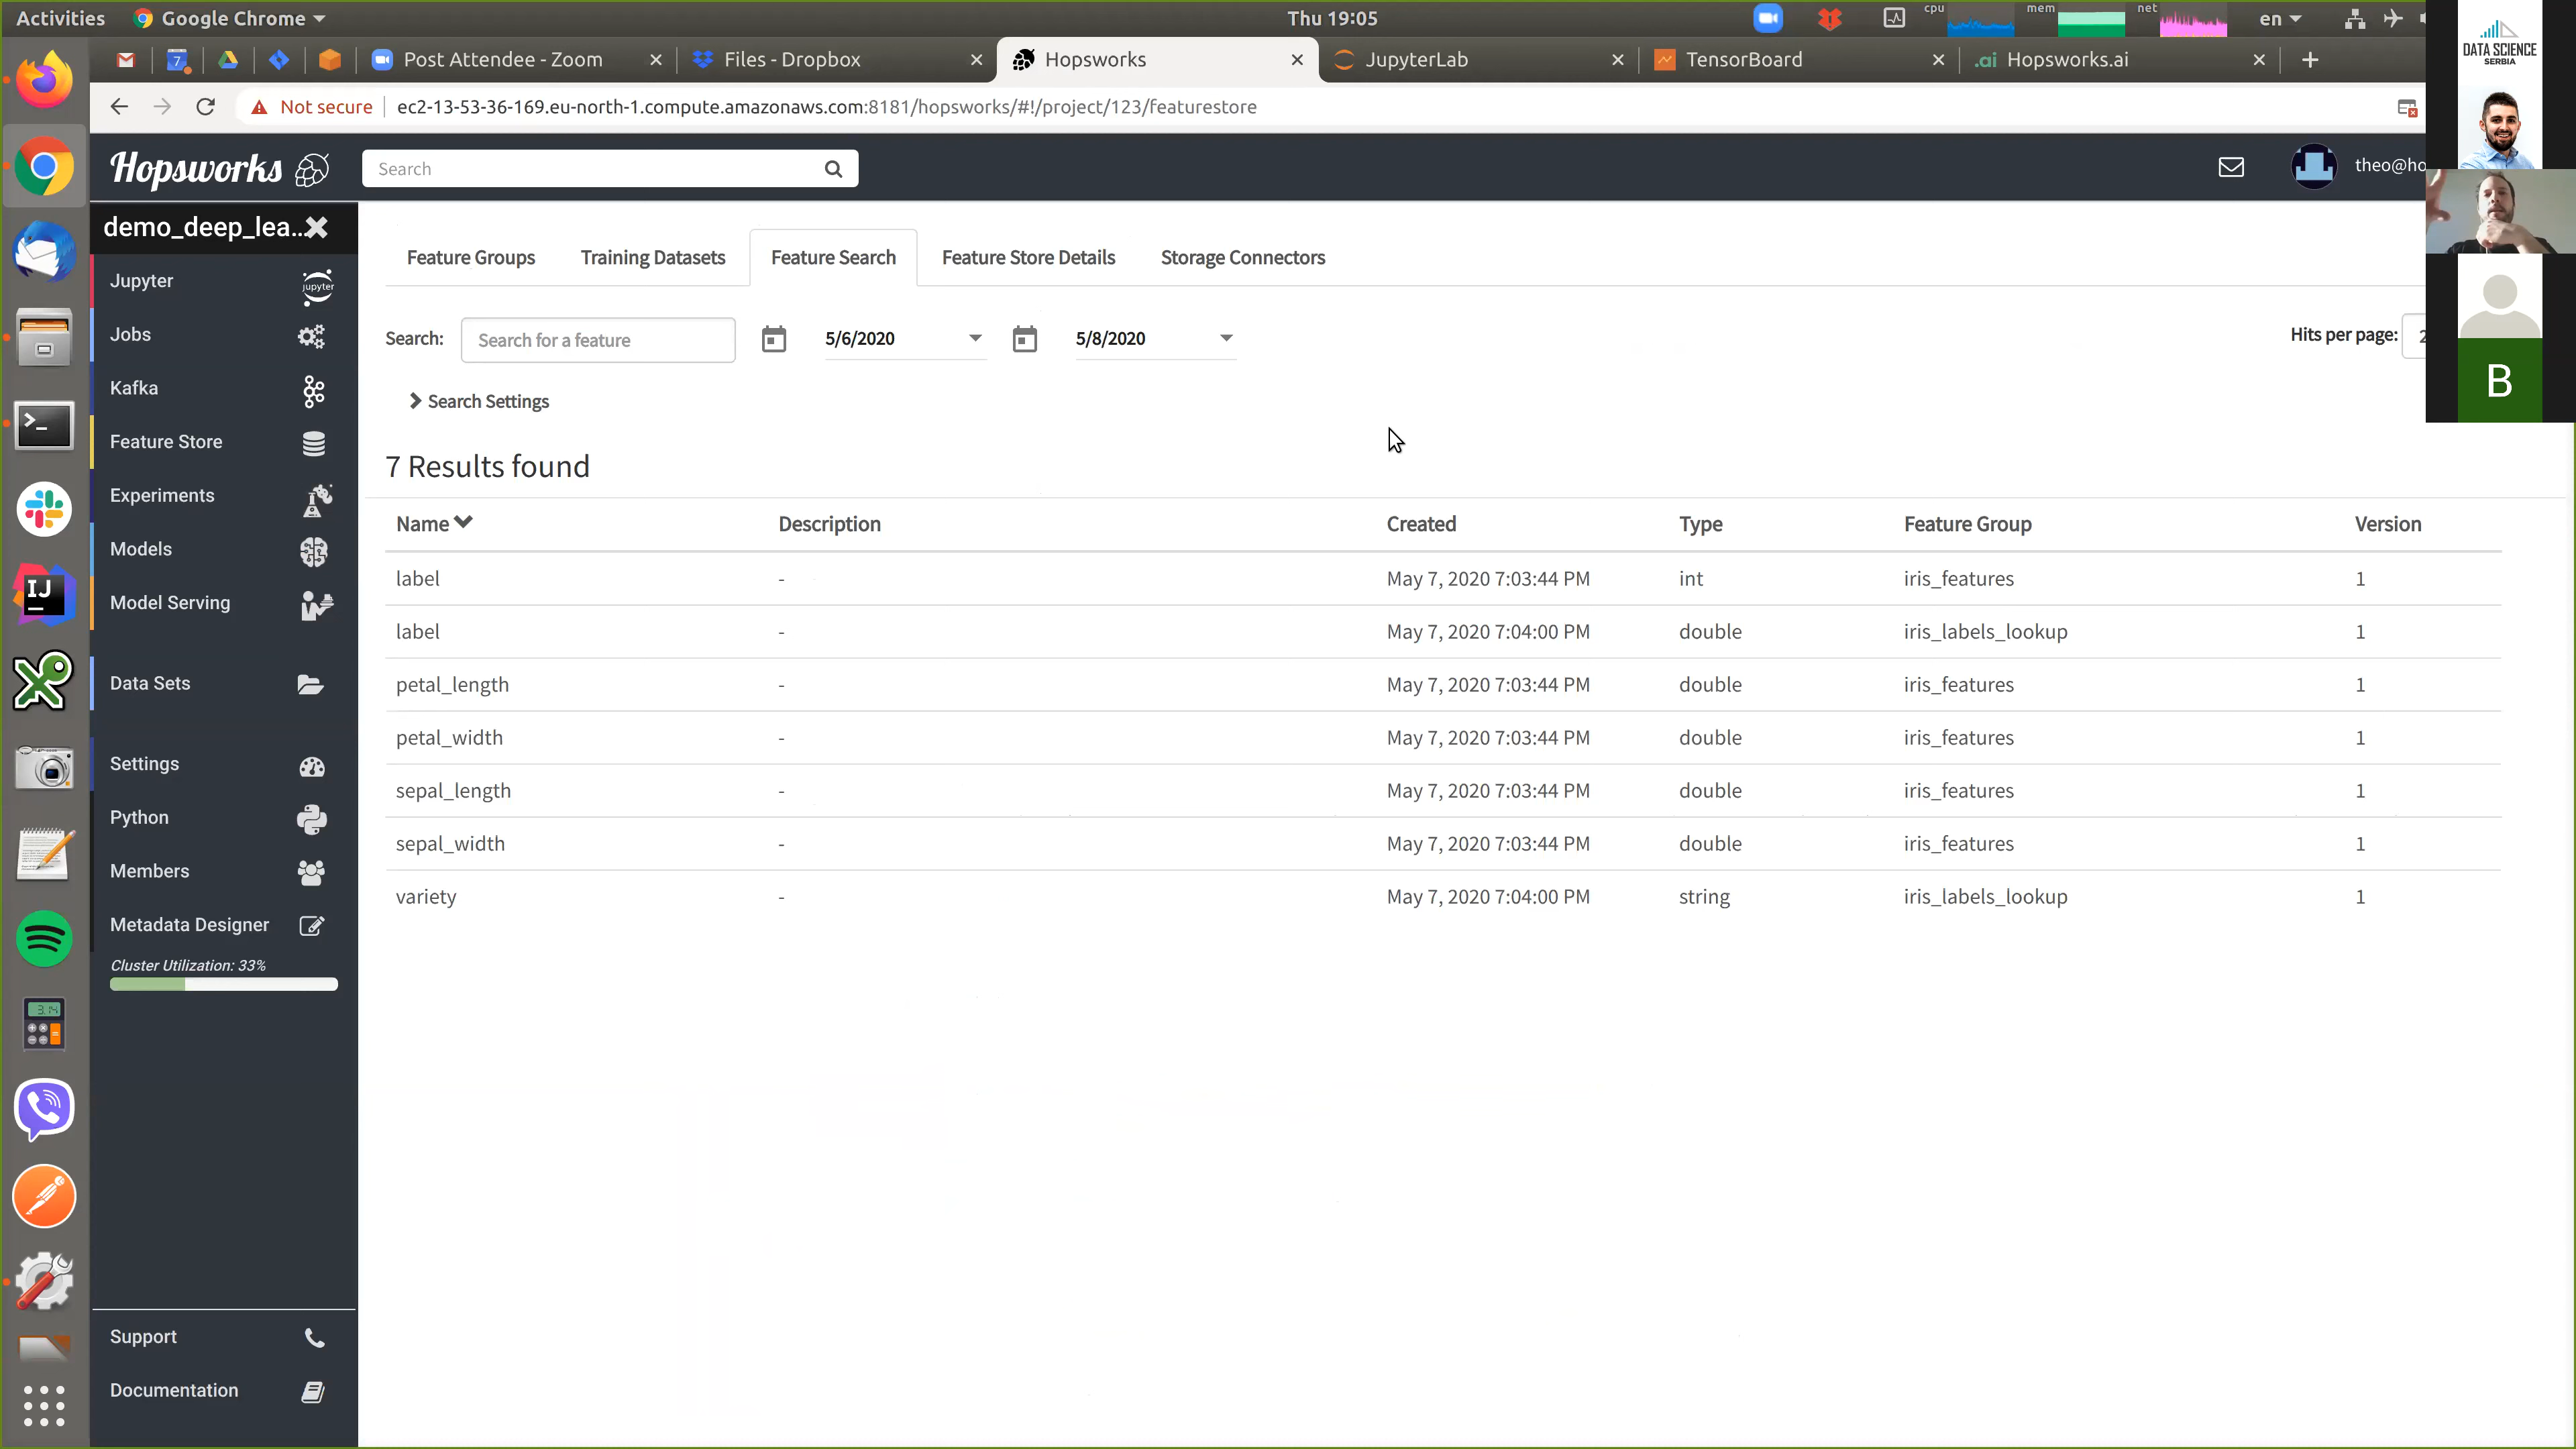 Activities Google Chrome Thu 19:05 cpu mem net en
7 Post Attendee - Zoom Files - Dropbox Hopsworks JupyterLab TensorBoard .ai Hopsworks.ai
DATA SCIENCE
SERBIA
Not secure ec2-13-53-36-169.eu-north-1.compute.amazonaws.com:8181/hopsworks/#!/project/123/featurestore
Hopsworks Search theo@ho
demo_deep_lea...
Feature Groups Training Datasets Feature Search Feature Store Details Storage Connectors
Jupyter jupyter
Jobs
Search: Search for a feature 5/6/2020 5/8/2020 Hits per page: 2
B
Kafka
Search Settings
Feature Store
7 Results found
Experiments
Name Description Created Type Feature Group Version
Models
label - May 7, 2020 7:03:44 PM int iris_features 1
Model Serving
label - May 7, 2020 7:04:00 PM double iris_labels_lookup 1
Data Sets
petal_length - May 7, 2020 7:03:44 PM double iris_features 1
petal_width - May 7, 2020 7:03:44 PM double iris_features 1
Settings
sepal_length - May 7, 2020 7:03:44 PM double iris_features 1
Python
sepal_width - May 7, 2020 7:03:44 PM double iris_features 1
Members
variety - May 7, 2020 7:04:00 PM string iris_labels_lookup 1
Metadata Designer
Cluster Utilization: 33%
IJ
3.14
Support
Documentation